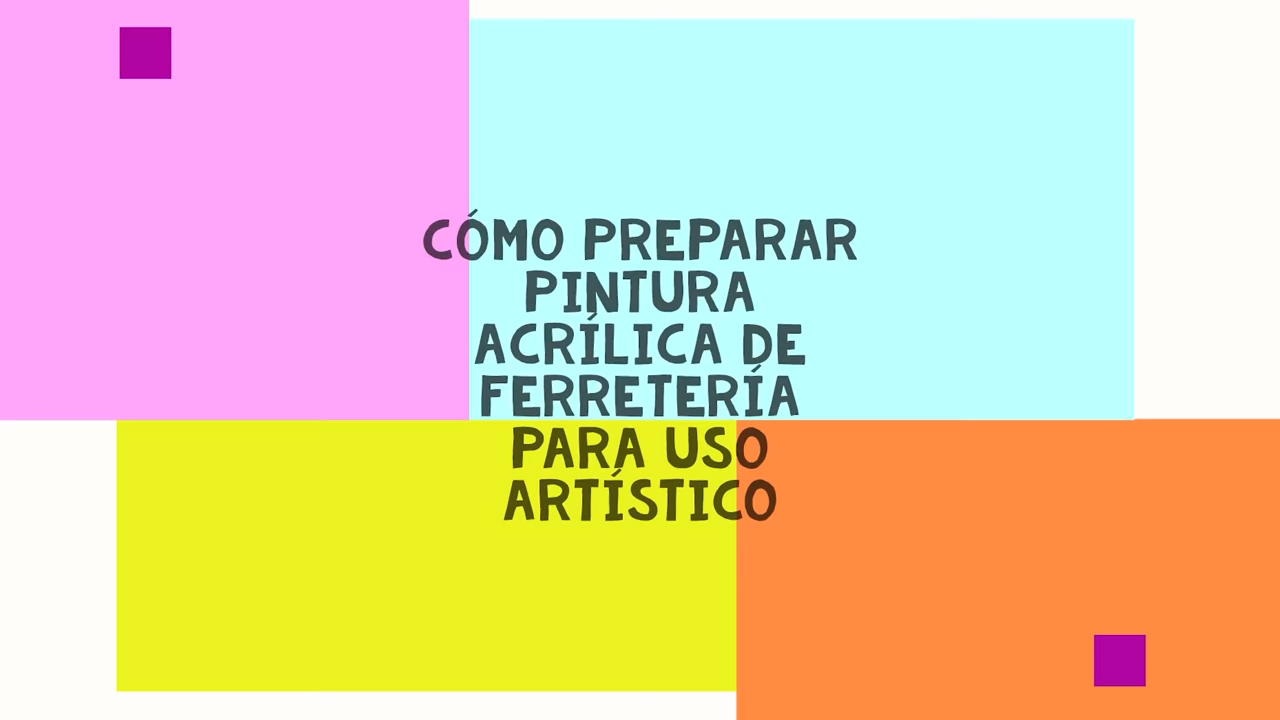 CÓMO PREPARAR
PINTURA
ACRÍLICA DE
FERRETERÍA
PARA USO
ARTÍSTICO